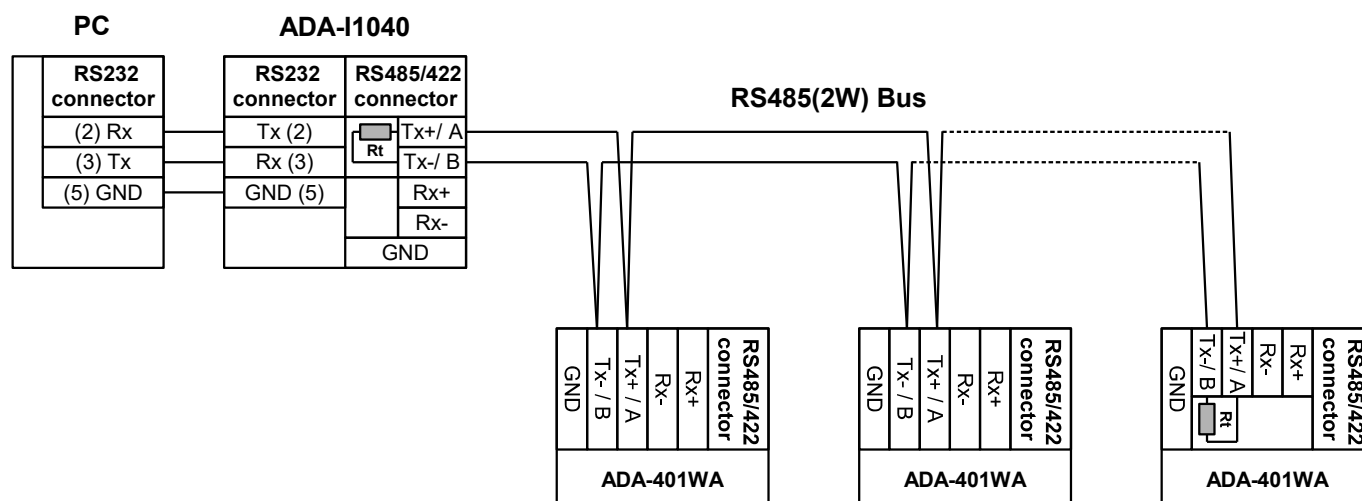 PC
ADA-I1040
RS232
connector
(2) Rx
(3) Tx
(5) GND
RS232
connector
Tx (2)
Rx (3)
GND (5)
RS485/422
connector
Rt
Tx+/ A
Tx-/ B
Rx+
Rx-
GND
RS485(2W) Bus
GND
Tx- / B
Tx+ / A
Rx-
Rx+
RS485/422
connector
ADA-401WA
GND
Tx- / B
Tx+ / A
Rx-
Rx+
RS485/422
connector
ADA-401WA
GND
Tx-/ B
Tx+/ A
Rx-
Rx+
Rt
RS485/422
connector
ADA-401WA